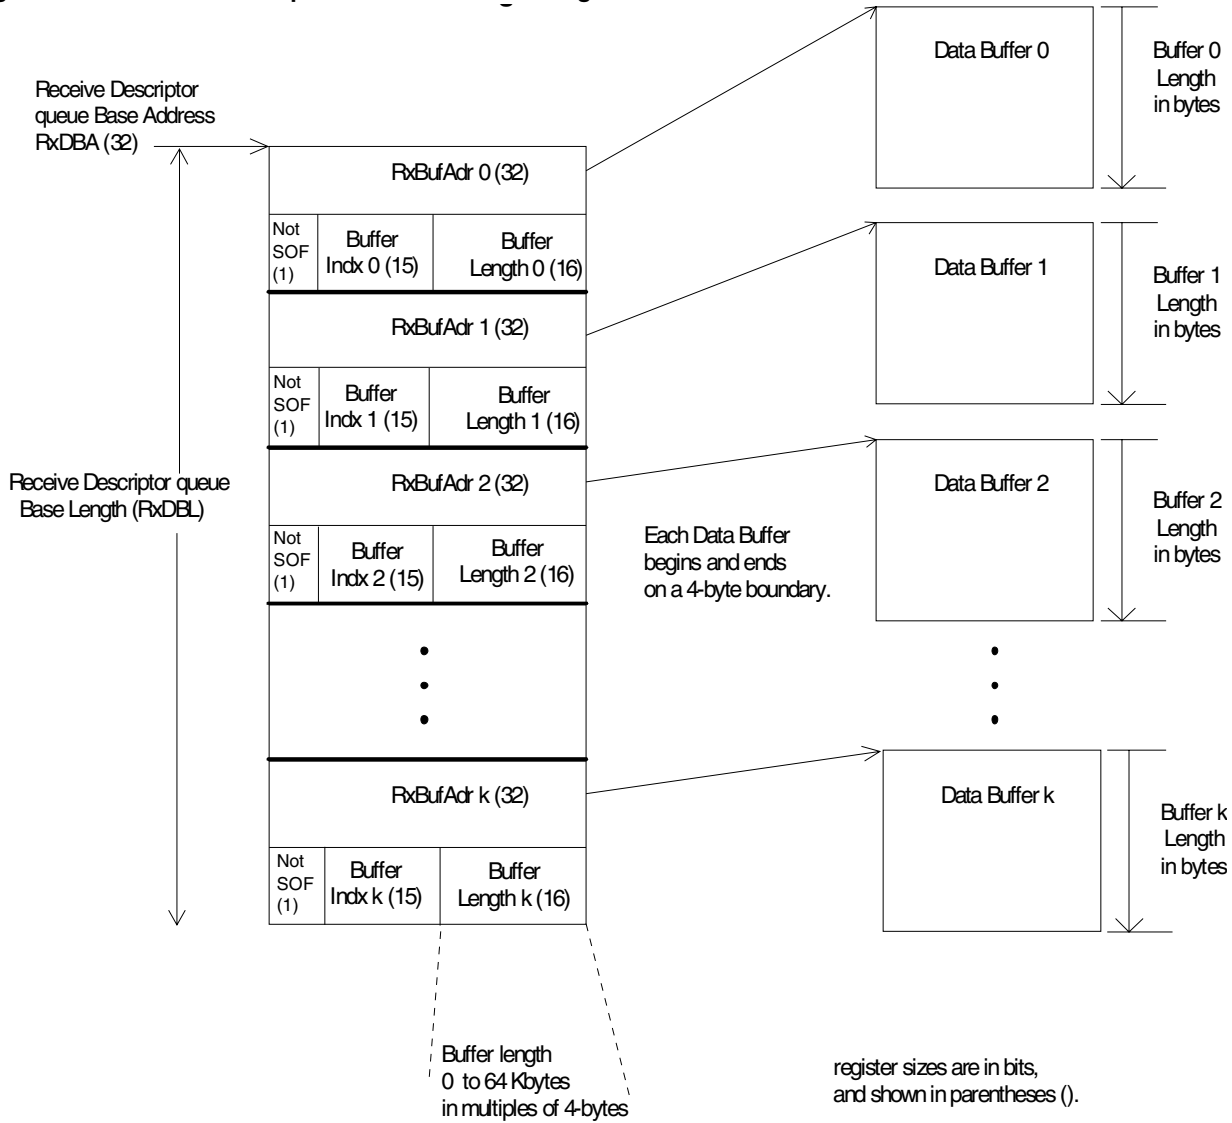 Data Buffer 0
Buffer 0
Length
in bytes
Receive Descriptor
queue Base Address
RxDBA (32)
RxBufAdr 0 (32)
Not
SOF
(1)
Buffer
Indx 0 (15)
Buffer
Length 0 (16)
Data Buffer 1
Buffer 1
Length
in bytes
RxBufAdr 1 (32)
Not
SOF
(1)
Buffer
Indx 1 (15)
Buffer
Length 1 (16)
Receive Descriptor queue
Base Length (RxDBL)
RxBufAdr 2 (32)
Not
SOF
(1)
Buffer
Indx 2 (15)
Buffer
Length 2 (16)
Each Data Buffer
begins and ends
on a 4-byte boundary.
Data Buffer 2
Buffer 2
Length
in bytes
RxBufAdr k (32)
Not
SOF
(1)
Buffer
Indx k (15)
Buffer
Length k (16)
Data Buffer k
Buffer k
Length
in bytes
Buffer length
0 to 64 Kbytes
in multiples of 4-bytes
register sizes are in bits,
and shown in parentheses ().